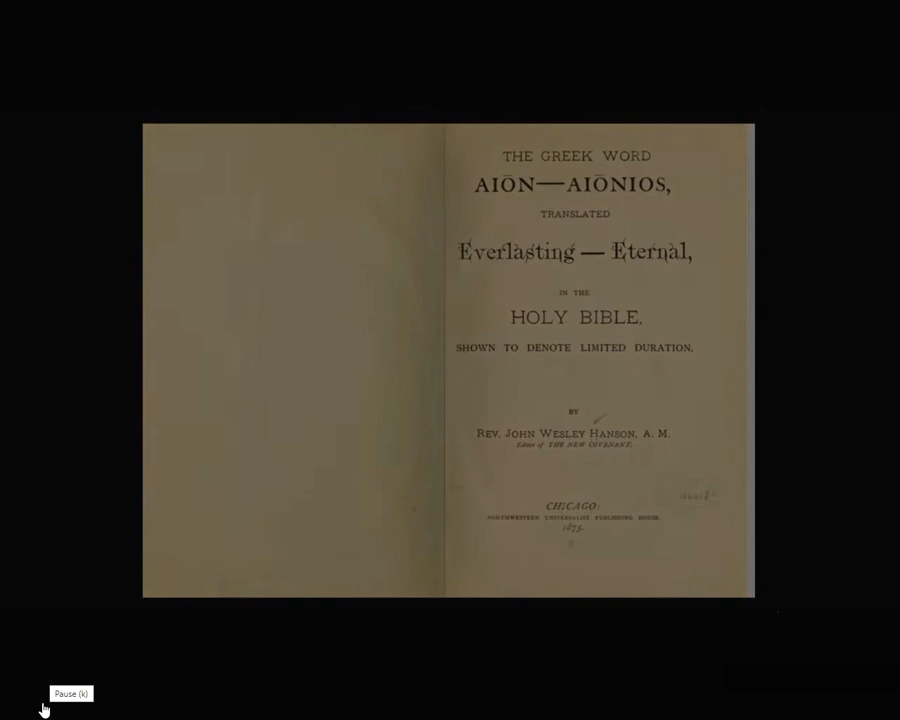 THE GREEK WORD
AIŌN—AIŌNIOS,
TRANSLATED
Everlasting — Eternal,
IN THE
HOLY BIBLE,
SHOWN TO DENOTE LIMITED DURATION.
BY
REV. JOHN WESLEY HANSON, A. M.
Editor of THE NEW COVENANT.
CHICAGO:
NORTHWESTERN UNIVERSALIST PUBLISHING HOUSE.
1875.
Pause (k)